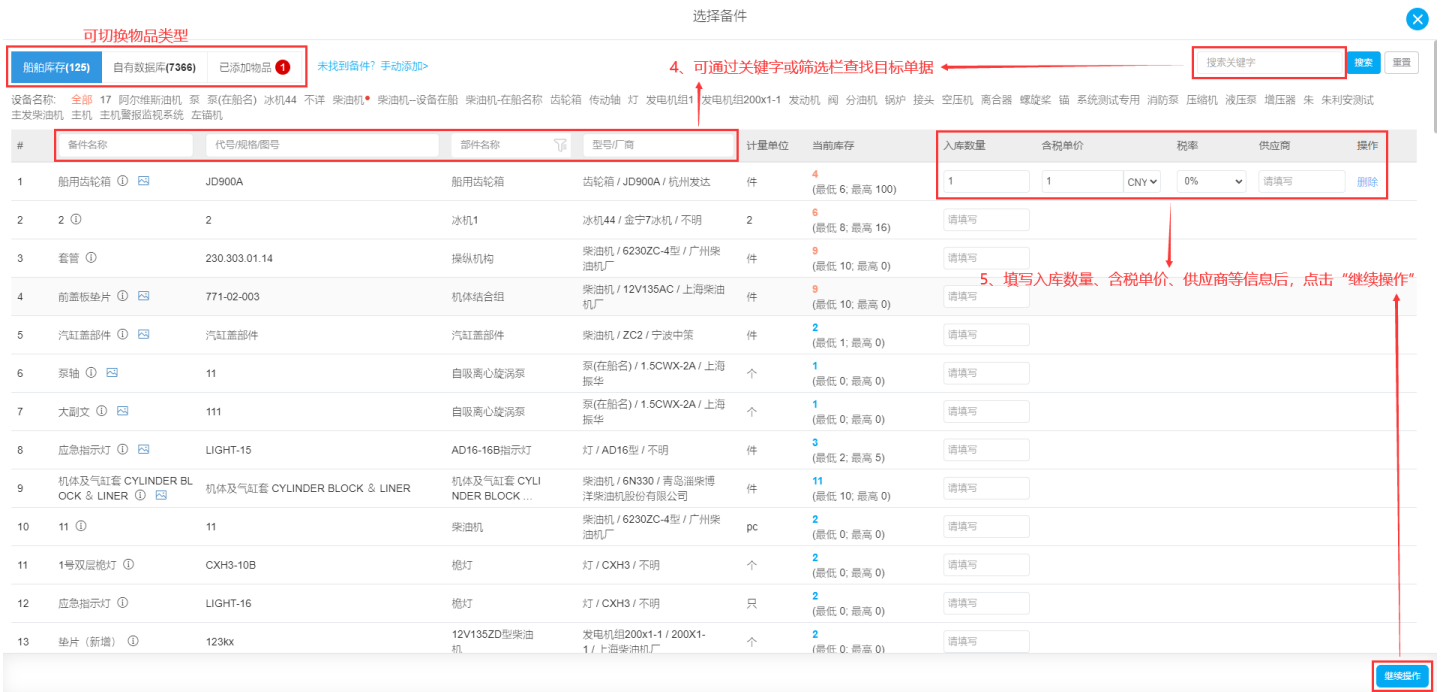 选择备件
可切换物品类型
船舶库存(125) 自有数据库(7366) 已添加物品 1 未找到备件？手动添加> 4、可通过关键字或筛选栏查找目标单据 搜索关键字 搜索 重置
设备名称: 全部 17 阿尔维斯油机 泵 泵(在船名) 冰机44 不详 柴油机 柴油机--设备在船 柴油机-在船名称 齿轮箱 传动轴 灯 发电机组1 发电机组200x1-1 发动机 阀 分油机 锅炉 接头 空压机 离合器 螺旋桨 锚 系统测试专用 消防泵 压缩机 液压泵 增压器 朱 朱利安测试
主发柴油机 主机 主机警报监视系统 左锚机
# 备件名称 代号/规格/图号 部件名称 型号/厂商 计量单位 当前库存 入库数量 含税单价 税率 供应商 操作
1 船用齿轮箱 JD900A 船用齿轮箱 齿轮箱 / JD900A / 杭州发达 件 4 1 1 CNY 0% 请填写 删除
(最低 6; 最高 100)
2 2 2 冰机1 冰机44 / 金宁7冰机 / 不明 2 6 请填写
(最低 8; 最高 16)
3 套管 230.303.01.14 操纵机构 柴油机 / 6230ZC-4型 / 广州柴 件 9 请填写
油机厂 (最低 10; 最高 0)
5、填写入库数量、含税单价、供应商等信息后，点击“继续操作”
4 前盖板垫片 771-02-003 机体结合组 柴油机 / 12V135AC / 上海柴油 件 9 请填写
机厂 (最低 10; 最高 0)
5 汽缸盖部件 汽缸盖部件 汽缸盖部件 柴油机 / ZC2 / 宁波中策 件 2 请填写
(最低 1; 最高 0)
6 泵轴 11 自吸离心旋涡泵 泵(在船名) / 1.5CWX-2A / 上海 个 1 请填写
振华 (最低 0; 最高 0)
7 大副文 111 自吸离心旋涡泵 泵(在船名) / 1.5CWX-2A / 上海 个 1 请填写
振华 (最低 0; 最高 0)
8 应急指示灯 LIGHT-15 AD16-16B指示灯 灯 / AD16型 / 不明 件 3 请填写
(最低 2; 最高 5)
9 机体及气缸套 CYLINDER BL 机体及气缸套 CYLINDER BLOCK ＆ LINER 机体及气缸套 CYLI 柴油机 / 6N330 / 青岛淄柴博 件 11 请填写
OCK ＆ LINER NDER BLOCK ... 洋柴油机股份有限公司 (最低 10; 最高 0)
10 11 11 柴油机 柴油机 / 6230ZC-4型 / 广州柴 pc 2 请填写
油机厂 (最低 0; 最高 0)
11 1号双层桅灯 CXH3-10B 桅灯 灯 / CXH3 / 不明 个 2 请填写
(最低 0; 最高 0)
12 应急指示灯 LIGHT-16 桅灯 灯 / CXH3 / 不明 只 2 请填写
(最低 0; 最高 0)
13 垫片（新增） 123kx 12V135ZD型柴油 发电机组200x1-1 / 200X1- 个 2 请填写
机 1 / 上海柴油机厂 (最低 0; 最高 0)
继续操作